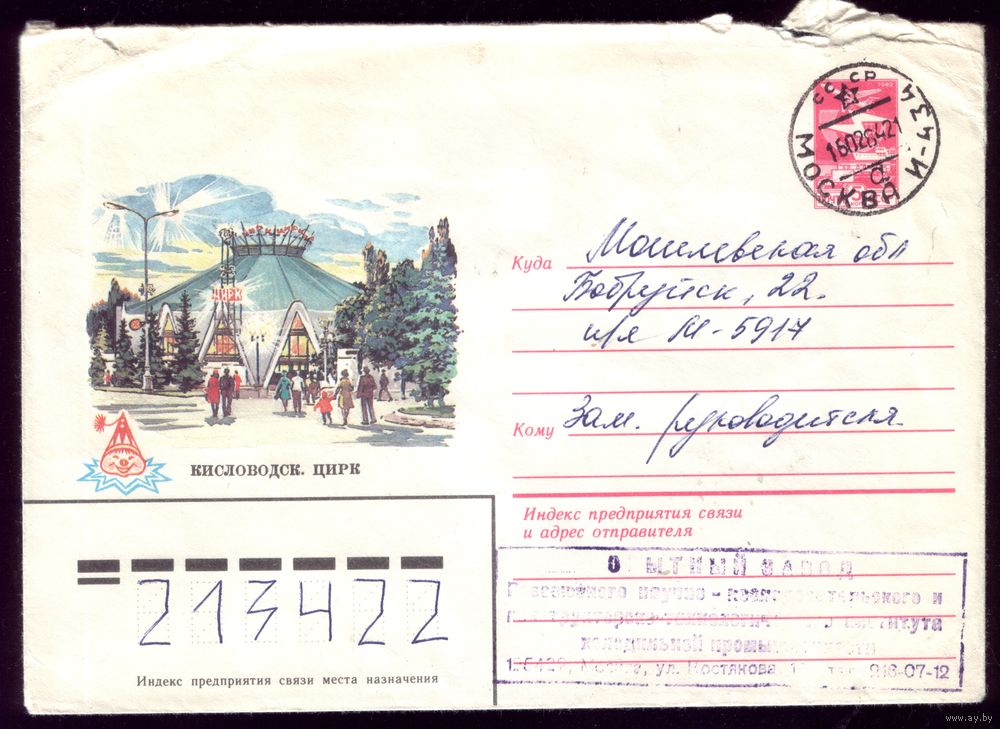 СССР
МОСКВА
И-434
Куда Могилевская обл
Бобруйск, 22.
п/я М-5917
Кому Зам. руководителя
ЦИРК
КИСЛОВОДСК. ЦИРК
Индекс предприятия связи
и адрес отправителя
ЗАВОД
научно -
и
института
холодильной
ул. Костякова
216-07-12
213422
Индекс предприятия связи места назначения
www.ay.by